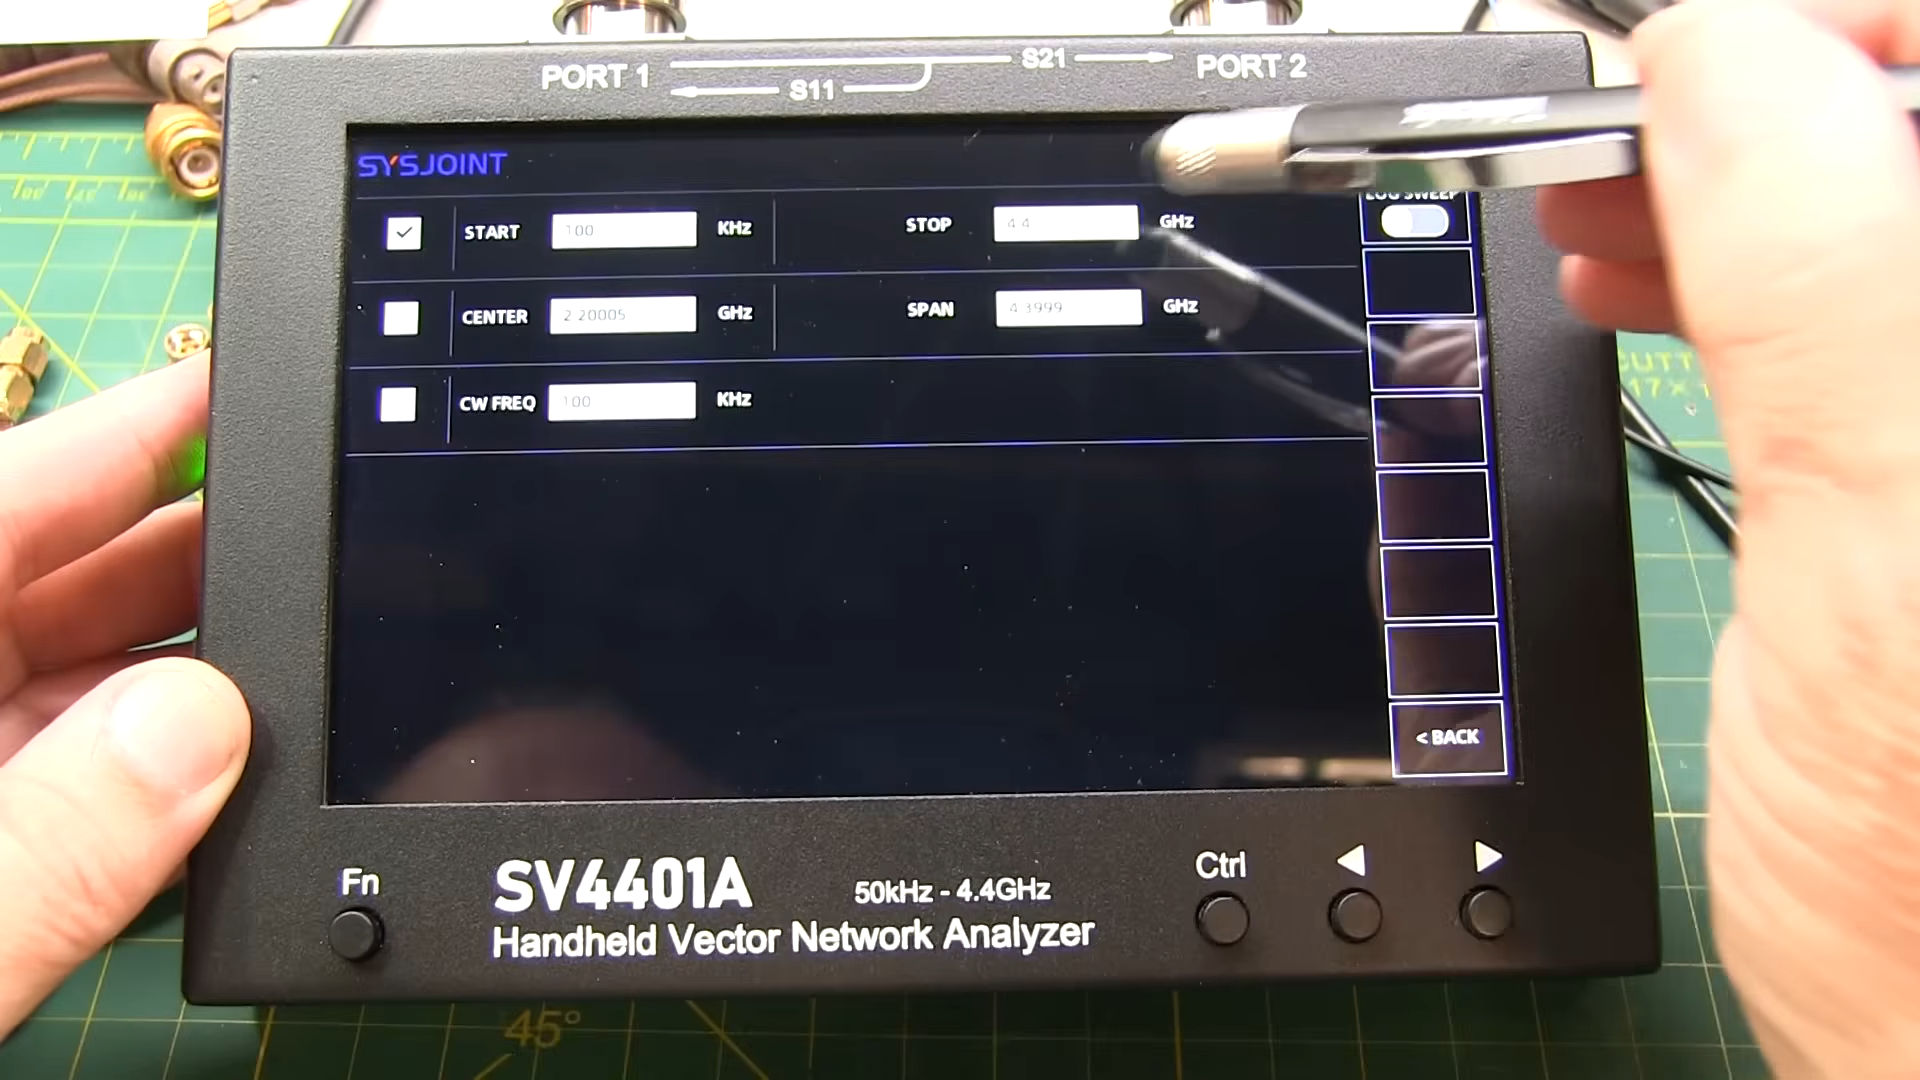 PORT 1
S11
S21
PORT 2
SYSJOINT
LOG SWEEP
START 100 KHz STOP 4.4 GHz
CENTER 2.20005 GHz SPAN 4.3999 GHz
CW FREQ 100 KHz
< BACK
Fn
SV4401A
50kHz - 4.4GHz
Handheld Vector Network Analyzer
Ctrl
45°